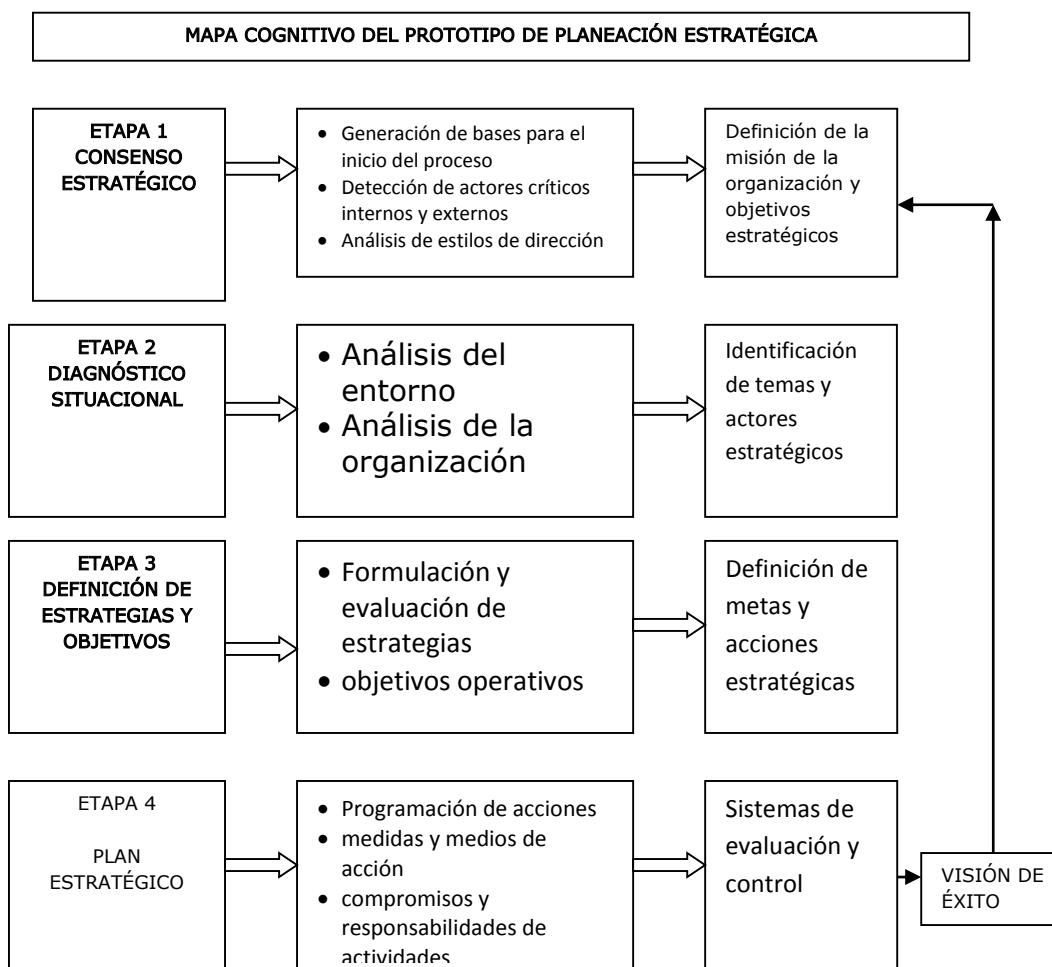 MAPA COGNITIVO DEL PROTOTIPO DE PLANEACIÓN ESTRATÉGICA
ETAPA 1
CONSENSO
ESTRATÉGICO
• Generación de bases para el
inicio del proceso
• Detección de actores críticos
internos y externos
• Análisis de estilos de dirección
Definición de la
misión de la
organización y
objetivos
estratégicos
ETAPA 2
DIAGNÓSTICO
SITUACIONAL
• Análisis del
entorno
• Análisis de la
organización
Identificación
de temas y
actores
estratégicos
ETAPA 3
DEFINICIÓN DE
ESTRATEGIAS Y
OBJETIVOS
• Formulación y
evaluación de
estrategias
• objetivos operativos
Definición de
metas y
acciones
estratégicas
ETAPA 4
PLAN
ESTRATÉGICO
• Programación de acciones
• medidas y medios de
acción
• compromisos y
responsabilidades de
actividades
Sistemas de
evaluación y
control
VISIÓN DE
ÉXITO